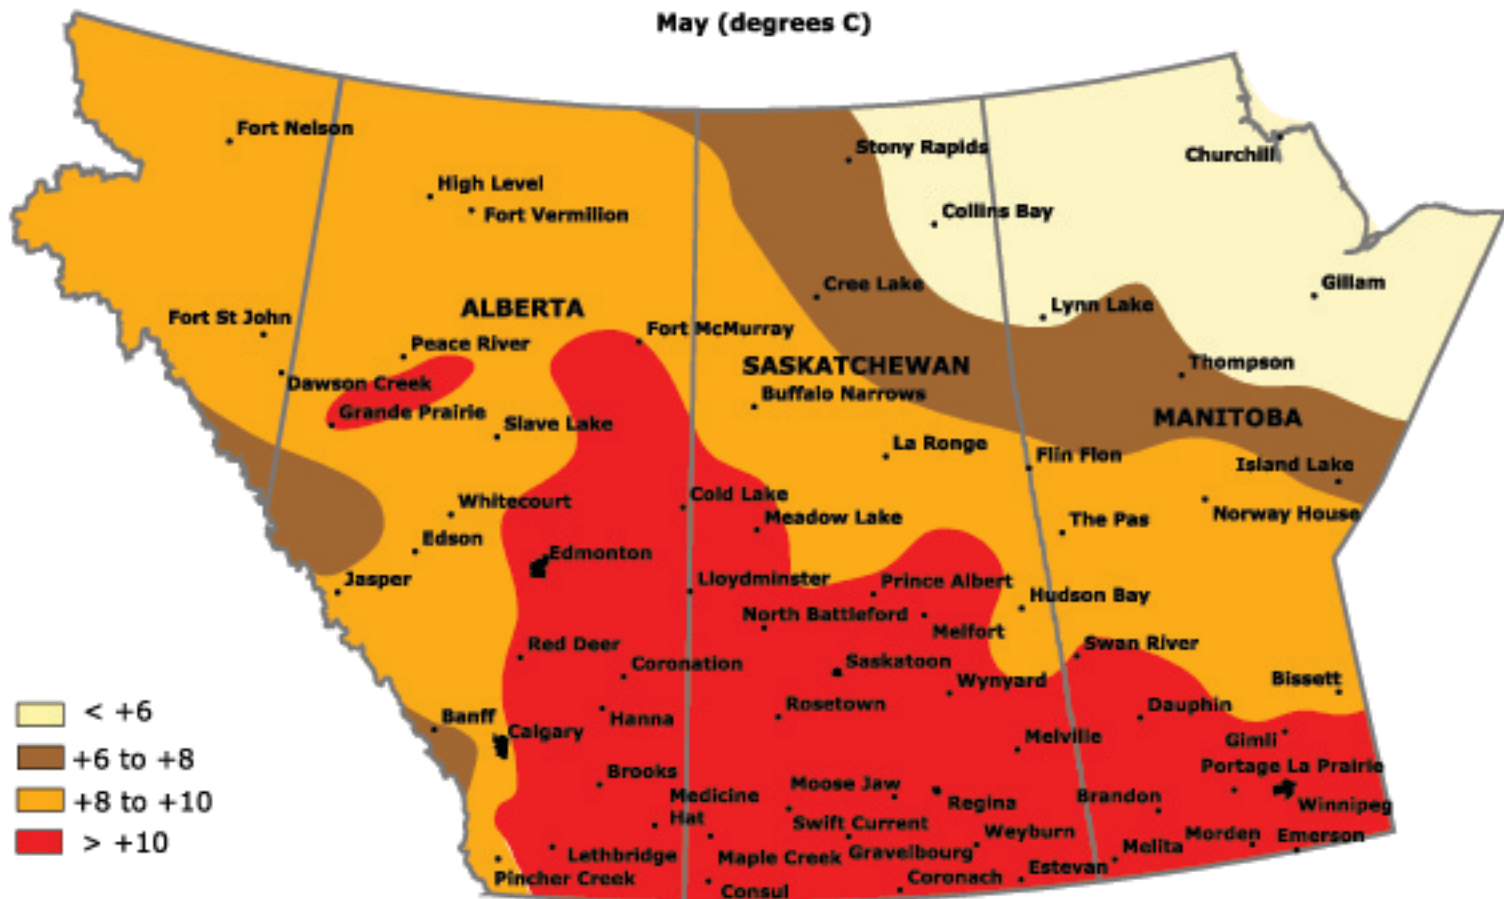 May (degrees C)
Fort Nelson
Stony Rapids
Churchill
High Level
Fort Vermilion
Collins Bay
Cree Lake
Gillam
ALBERTA
Lynn Lake
Fort St John
Fort McMurray
Peace River
SASKATCHEWAN
Thompson
Dawson Creek
Buffalo Narrows
Grande Prairie
MANITOBA
Slave Lake
La Ronge
Flin Flon
Island Lake
Cold Lake
Whitecourt
Meadow Lake
The Pas
Norway House
Edson
Edmonton
Jasper
Lloydminster
Prince Albert
Hudson Bay
North Battleford
Melfort
Red Deer
Swan River
Coronation
Saskatoon
Wynyard
Bissett
Rosetown
Dauphin
< +6
Banff
Hanna
Calgary
Melville
Gimli
+6 to +8
Brooks
Portage La Prairie
Moose Jaw
Medicine
Hat
Regina
Brandon
Winnipeg
+8 to +10
Swift Current
Weyburn
Morden
Emerson
> +10
Lethbridge
Maple Creek
Gravelbourg
Melita
Pincher Creek
Consul
Coronach
Estevan